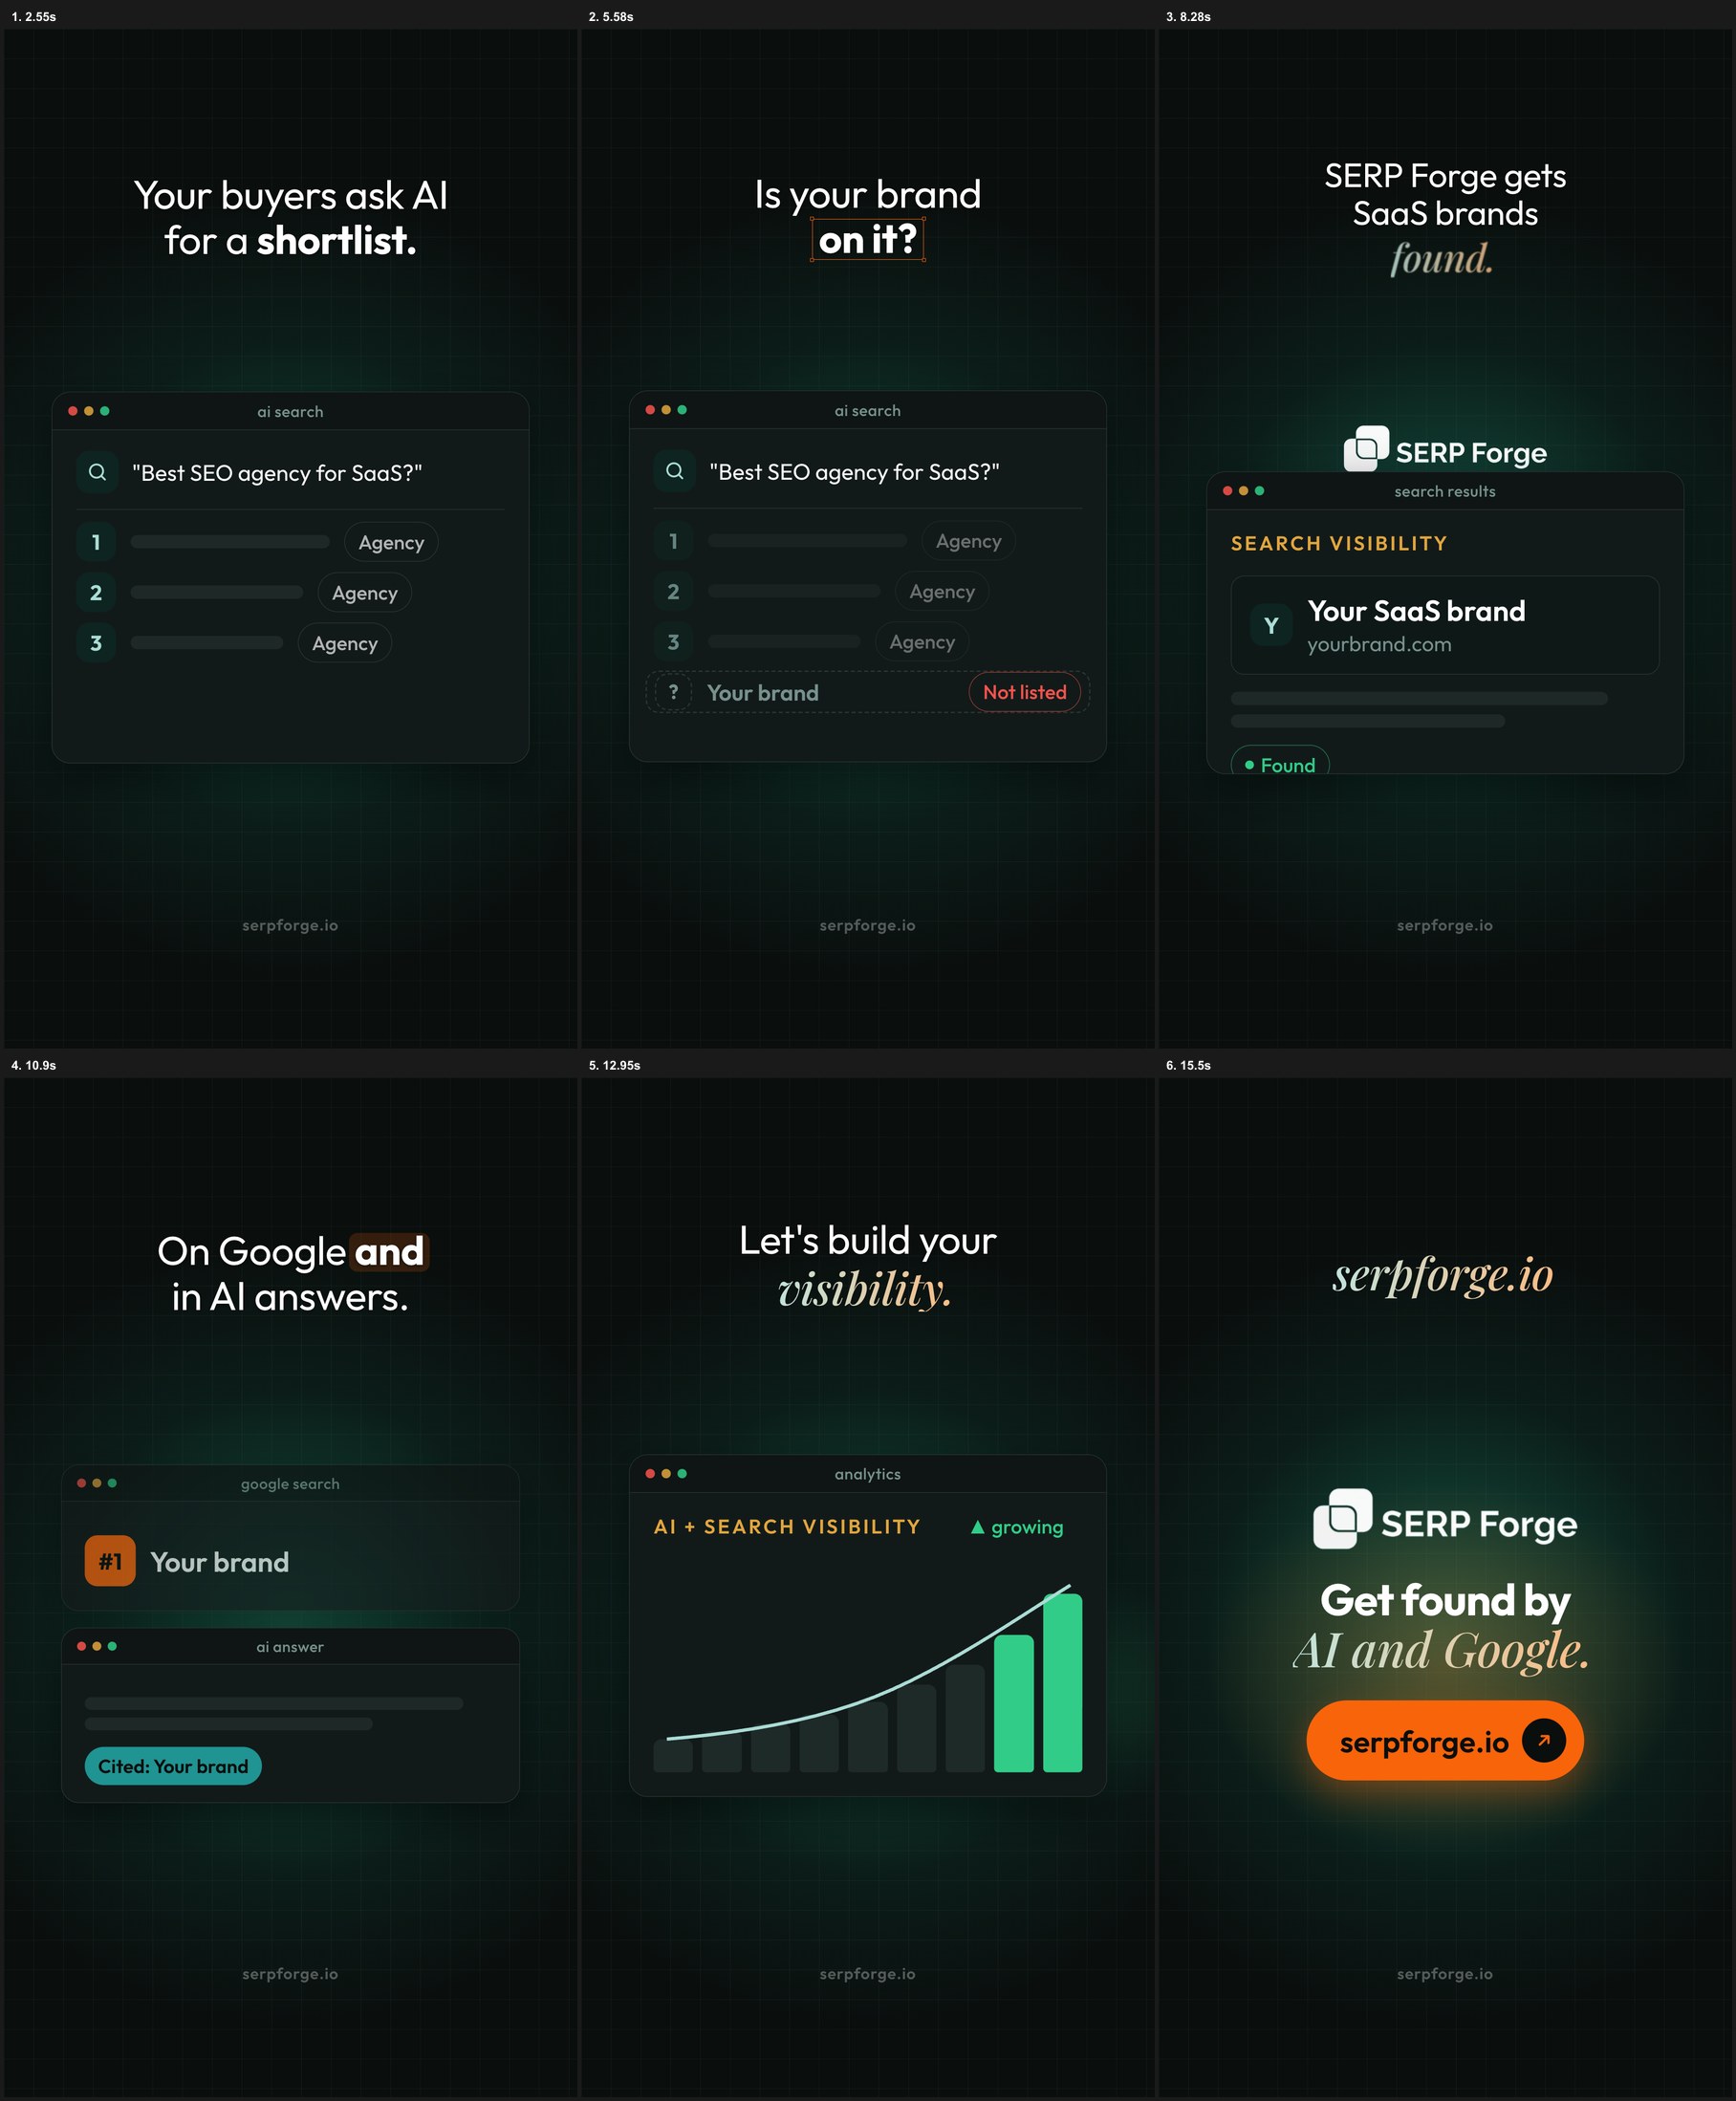 1. 2.55s
Your buyers ask AI
for a shortlist.
ai search
"Best SEO agency for SaaS?"
1 Agency
2 Agency
3 Agency
serpforge.io
2. 5.58s
Is your brand
on it?
ai search
"Best SEO agency for SaaS?"
1 Agency
2 Agency
3 Agency
? Your brand Not listed
serpforge.io
3. 8.28s
SERP Forge gets
SaaS brands
found.
SERP Forge
search results
SEARCH VISIBILITY
Y
Your SaaS brand
yourbrand.com
Found
serpforge.io
4. 10.9s
On Google and
in AI answers.
google search
#1 Your brand
ai answer
Cited: Your brand
serpforge.io
5. 12.95s
Let's build your
visibility.
analytics
AI + SEARCH VISIBILITY ▲ growing
serpforge.io
6. 15.5s
serpforge.io
SERP Forge
Get found by
AI and Google.
serpforge.io
serpforge.io